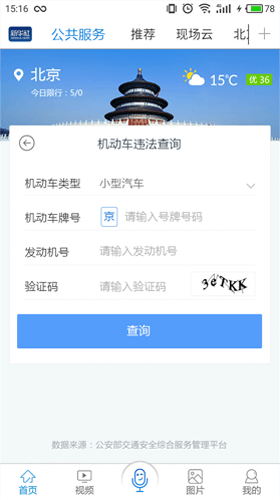 15:16 78
新华社 公共服务 推荐 现场云 +
北京
今日限行：5/0
15℃ 优 36
机动车违法查询
机动车类型 小型汽车
机动车牌号 京 请输入号牌号码
发动机号 请输入发动机号
验证码 请输入验证码 3eTKK
查询
数据来源：公安部交通安全综合服务管理平台
首页 视频 图片 我的